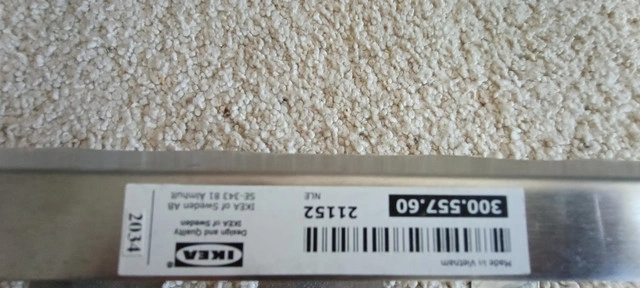 Made in Vietnam
300.557.60
21152
NLE
IKEA®
Design and Quality
IKEA of Sweden
IKEA of Sweden AB
SE-343 81 Älmhult
2034